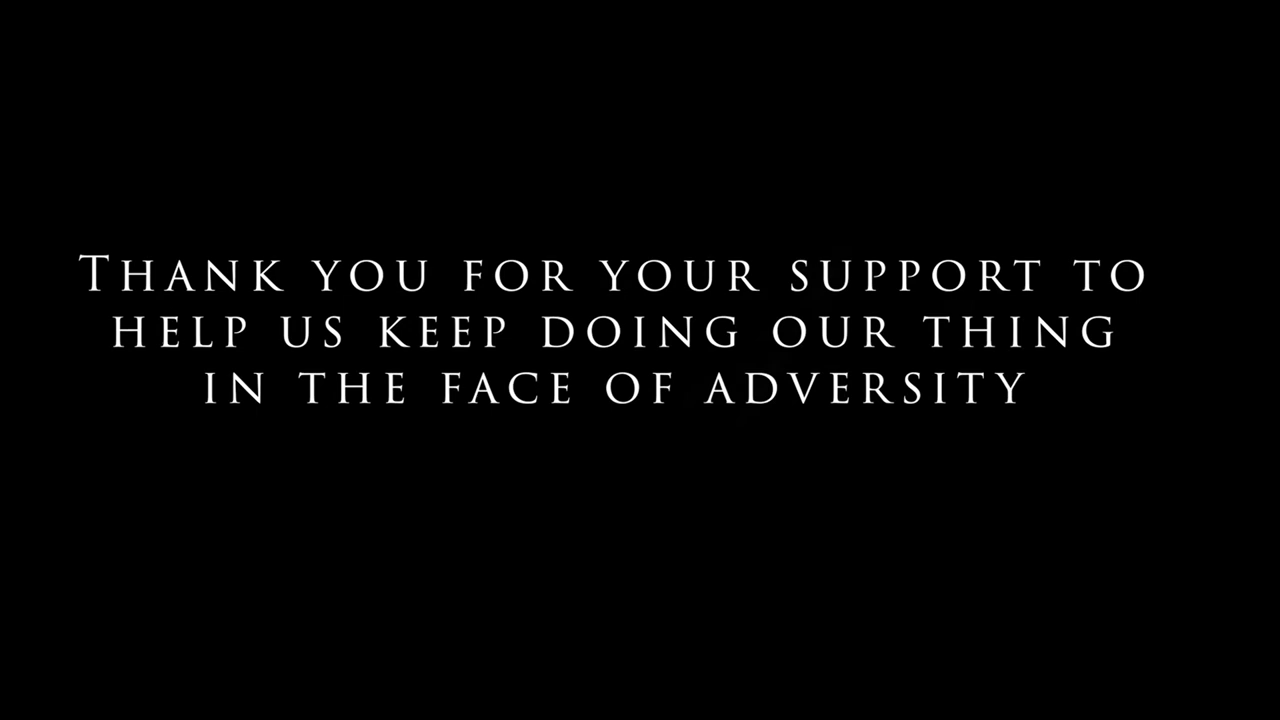 Thank you for your support to
help us keep doing our thing
in the face of adversity